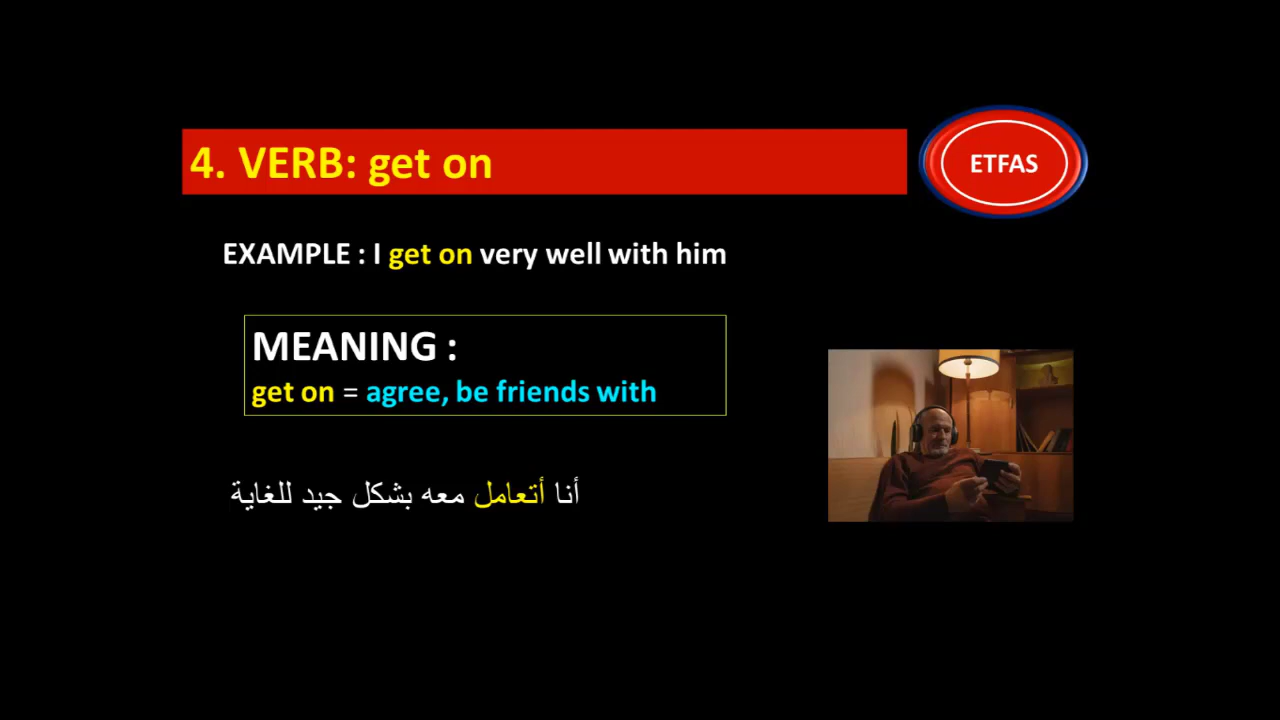 4. VERB: get on
ETFAS
EXAMPLE : I get on very well with him
MEANING :
get on = agree, be friends with
أنا أتعامل معه بشكل جيد للغاية